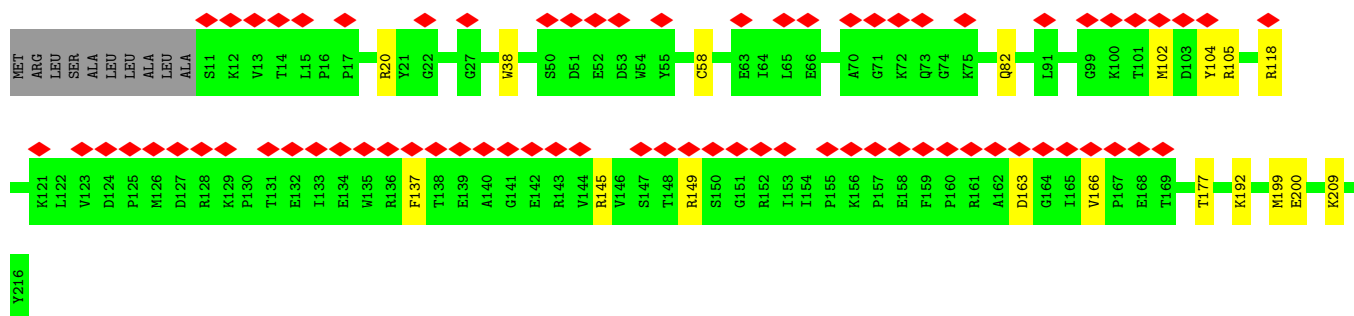 MET ARG LEU SER ALA LEU LEU ALA LEU ALA S11 K12 V13 T14 L15 P16 P17 R20 Y21 G22 G27 W38 S50 D51 E52 D53 W54 Y55 C58 E63 I64 L65 E66 A70 G71 K72 Q73 G74 K75 Q82 L91 G99 K100 T101 M102 D103 Y104 R105 R118
K121 L122 V123 D124 P125 M126 D127 R128 K129 P130 T131 E132 I133 E134 W135 R136 F137 T138 E139 A140 G141 E142 R143 V144 R145 V146 S147 T148 R149 S150 G151 R152 I153 I154 P155 K156 P157 E158 F159 P160 R161 A162 D163 G164 I165 V166 P167 E168 T169 T177 K192 M199 E200 K209
Y216